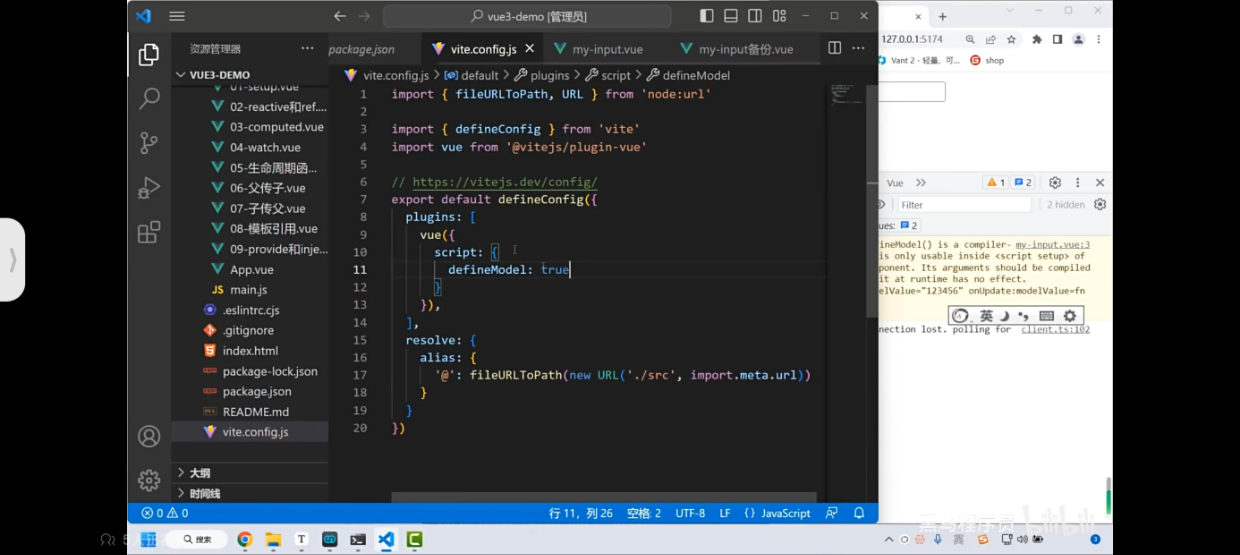 vue3-demo [管理员]
资源管理器
package.json
vite.config.js
my-input.vue
my-input备份.vue
VUE3-DEMO
vite.config.js > default > plugins > script > defineModel
01-setup.vue
02-reactive和ref....
03-computed.vue
04-watch.vue
05-生命周期函...
06-父传子.vue
07-子传父.vue
08-模板引用.vue
09-provide和inje...
App.vue
JS main.js
.eslintrc.cjs
.gitignore
index.html
package-lock.json
package.json
README.md
vite.config.js
大纲
时间线
1 import { fileURLToPath, URL } from 'node:url'
2
3 import { defineConfig } from 'vite'
4 import vue from '@vitejs/plugin-vue'
5
6 // https://vitejs.dev/config/
7 export default defineConfig({
8 plugins: [
9 vue({
10 script: {
11 defineModel: true
12 }
13 }),
14 ],
15 resolve: {
16 alias: {
17 '@': fileURLToPath(new URL('./src', import.meta.url))
18 }
19 }
20 })
0 0
行 11，列 26
空格: 2
UTF-8
LF
{ } JavaScript
127.0.0.1:5174
Vant 2 - 轻量、可...
shop
Vue
1
2
Filter
2 hidden
ues: 2
ineModel() is a compiler- my-input.vue:3
is only usable inside <script setup> of
ponent. Its arguments should be compiled
it at runtime has no effect.
elValue="123456" onUpdate:modelValue=fn
英
nection lost. polling for client.ts:102
黑马程序员 bilibili
搜索
英
3